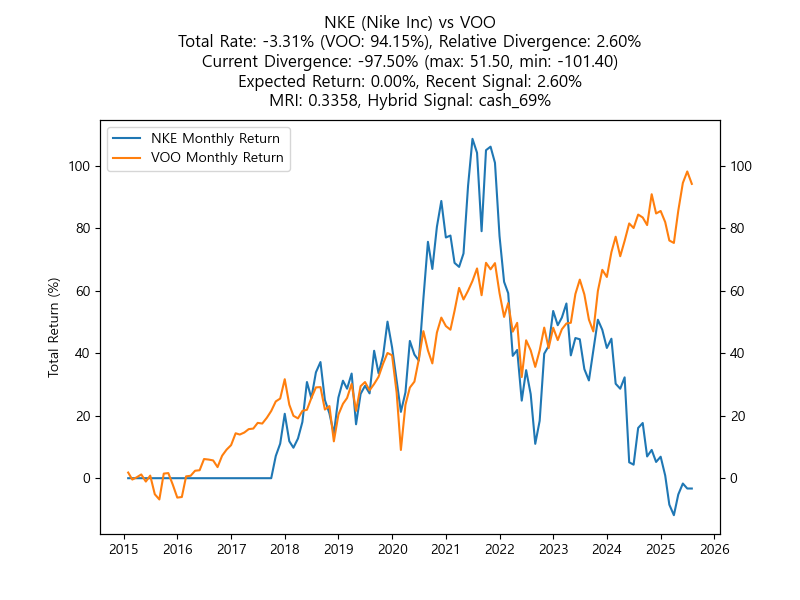 NKE (Nike Inc) vs VOO
Total Rate: -3.31% (VOO: 94.15%), Relative Divergence: 2.60%
Current Divergence: -97.50% (max: 51.50, min: -101.40)
Expected Return: 0.00%, Recent Signal: 2.60%
MRI: 0.3358, Hybrid Signal: cash_69%
NKE Monthly Return
VOO Monthly Return
Total Return (%)
100
80
60
40
20
0
100
80
60
40
20
0
2015 2016 2017 2018 2019 2020 2021 2022 2023 2024 2025 2026